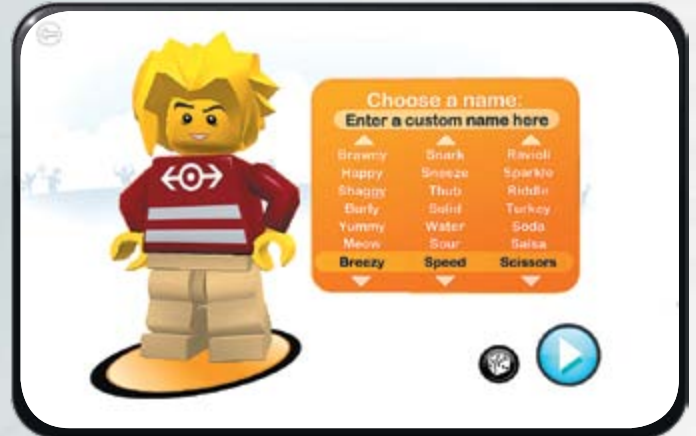 Choose a name:
Enter a custom name here
Brawny Snark Ravioli
Happy Sneeze Sparkle
Shaggy Thub Riddle
Burly Solid Turkey
Yummy Water Soda
Meow Sour Salsa
Breezy Speed Scissors